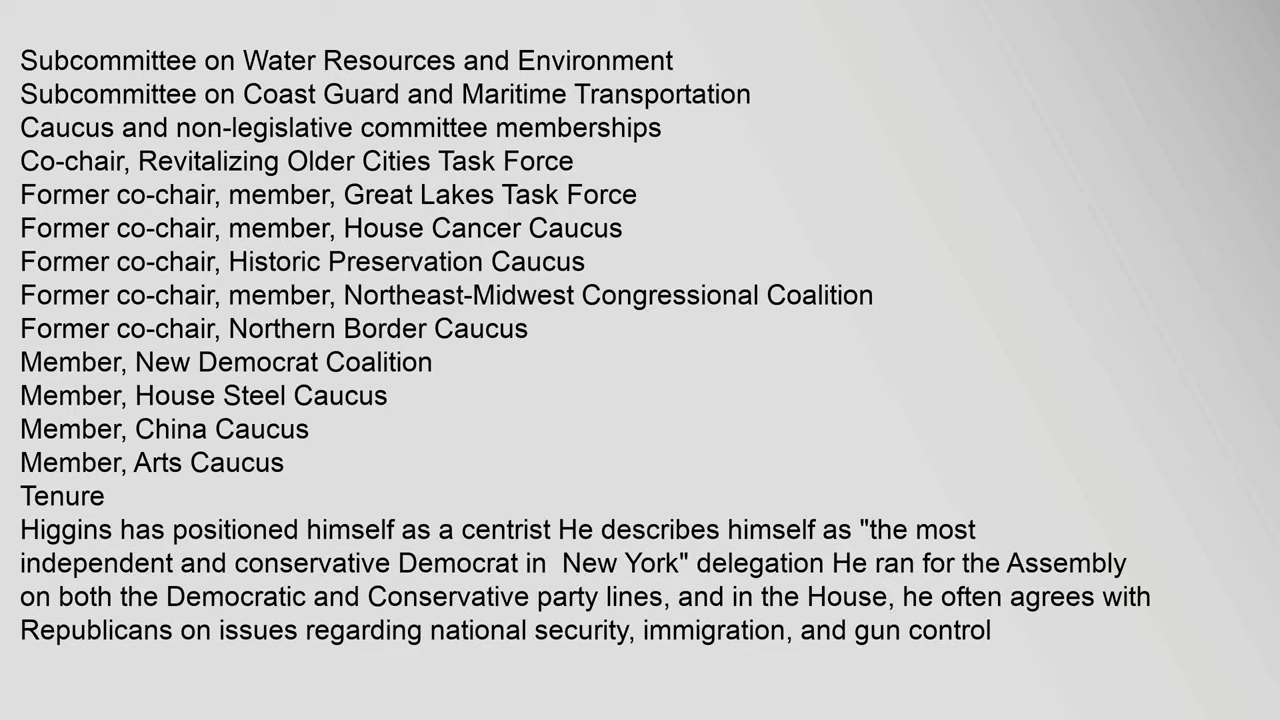 Subcommittee on Water Resources and Environment
Subcommittee on Coast Guard and Maritime Transportation
Caucus and non-legislative committee memberships
Co-chair, Revitalizing Older Cities Task Force
Former co-chair, member, Great Lakes Task Force
Former co-chair, member, House Cancer Caucus
Former co-chair, Historic Preservation Caucus
Former co-chair, member, Northeast-Midwest Congressional Coalition
Former co-chair, Northern Border Caucus
Member, New Democrat Coalition
Member, House Steel Caucus
Member, China Caucus
Member, Arts Caucus
Tenure
Higgins has positioned himself as a centrist He describes himself as "the most
independent and conservative Democrat in  New York" delegation He ran for the Assembly
on both the Democratic and Conservative party lines, and in the House, he often agrees with
Republicans on issues regarding national security, immigration, and gun control